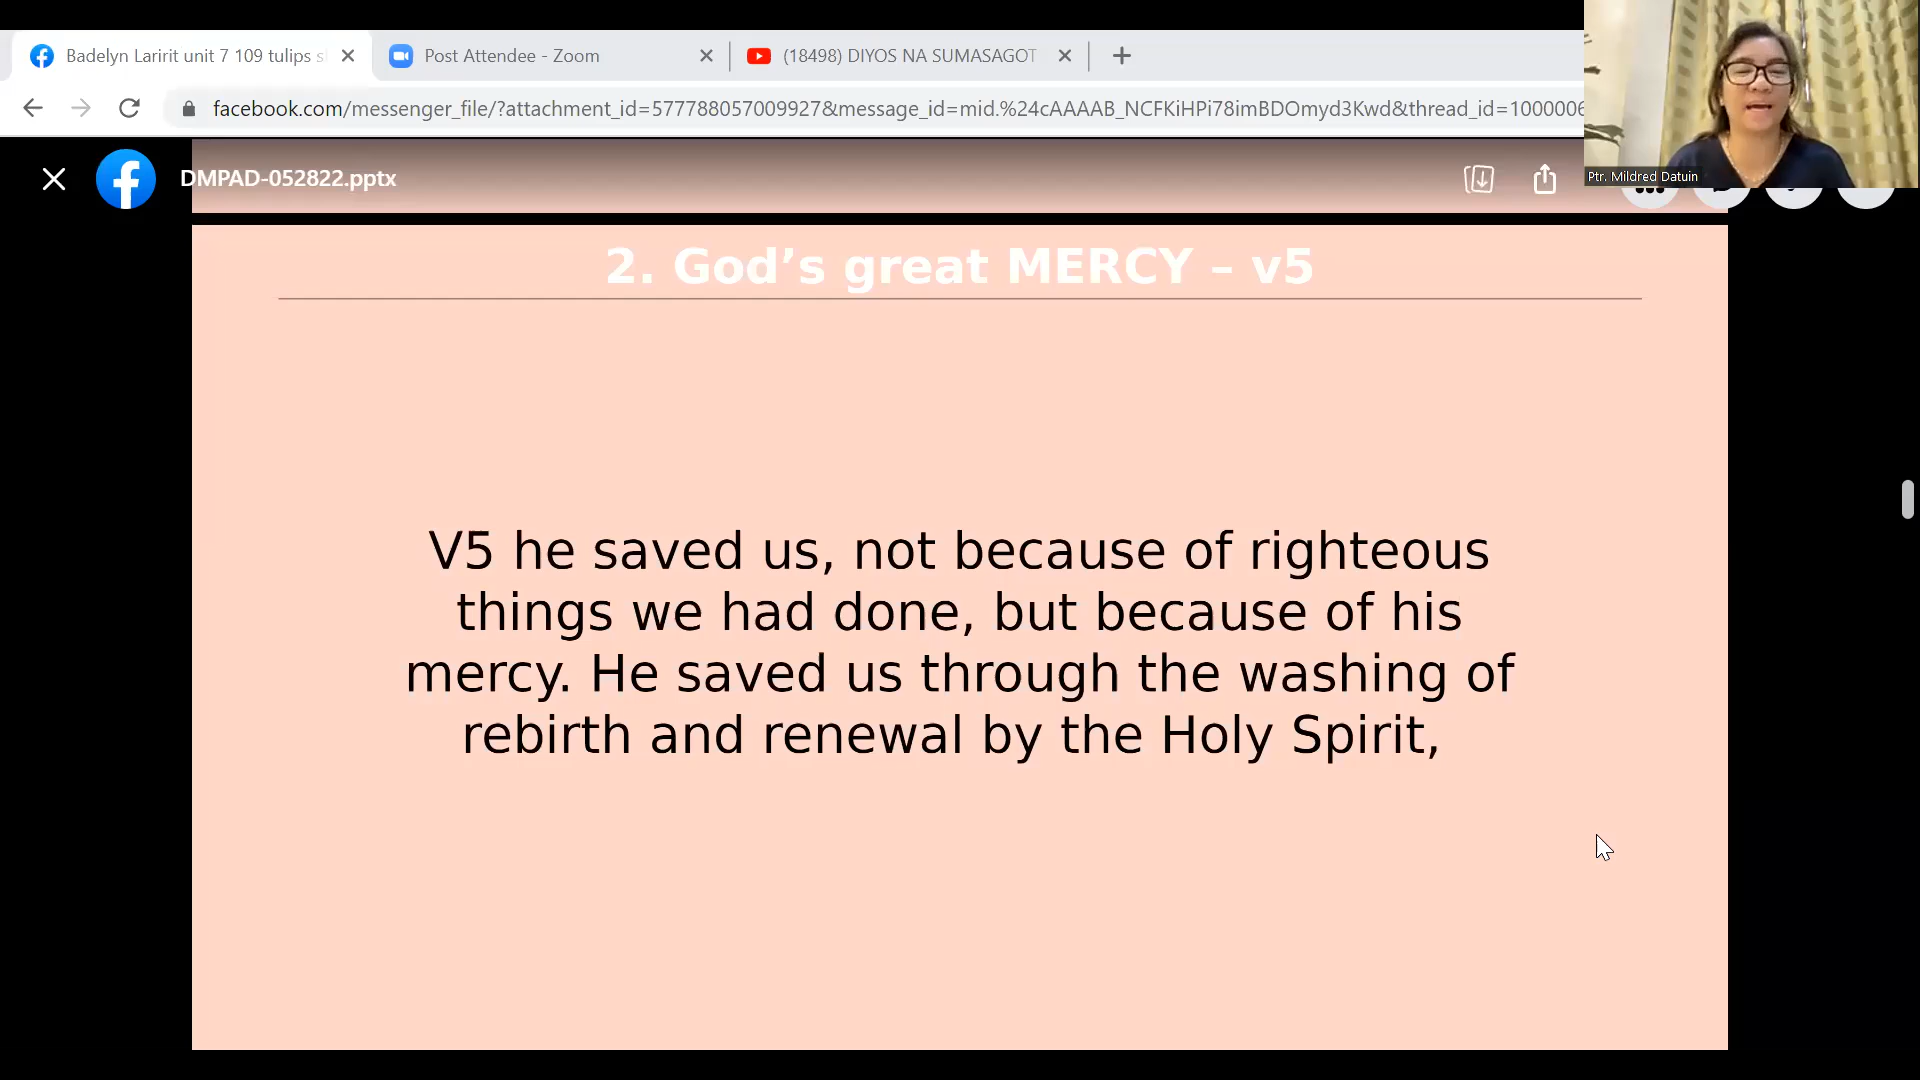 Badelyn Laririt unit 7 109 tulips s
Post Attendee - Zoom
(18498) DIYOS NA SUMASAGOT
facebook.com/messenger_file/?attachment_id=577788057009927&message_id=mid.%24cAAAAB_NCFKiHPi78imBDOmyd3Kwd&thread_id=1000006
Ptr. Mildred Datuin
DMPAD-052822.pptx
2. God’s great MERCY – v5
V5 he saved us, not because of righteous
things we had done, but because of his
mercy. He saved us through the washing of
rebirth and renewal by the Holy Spirit,